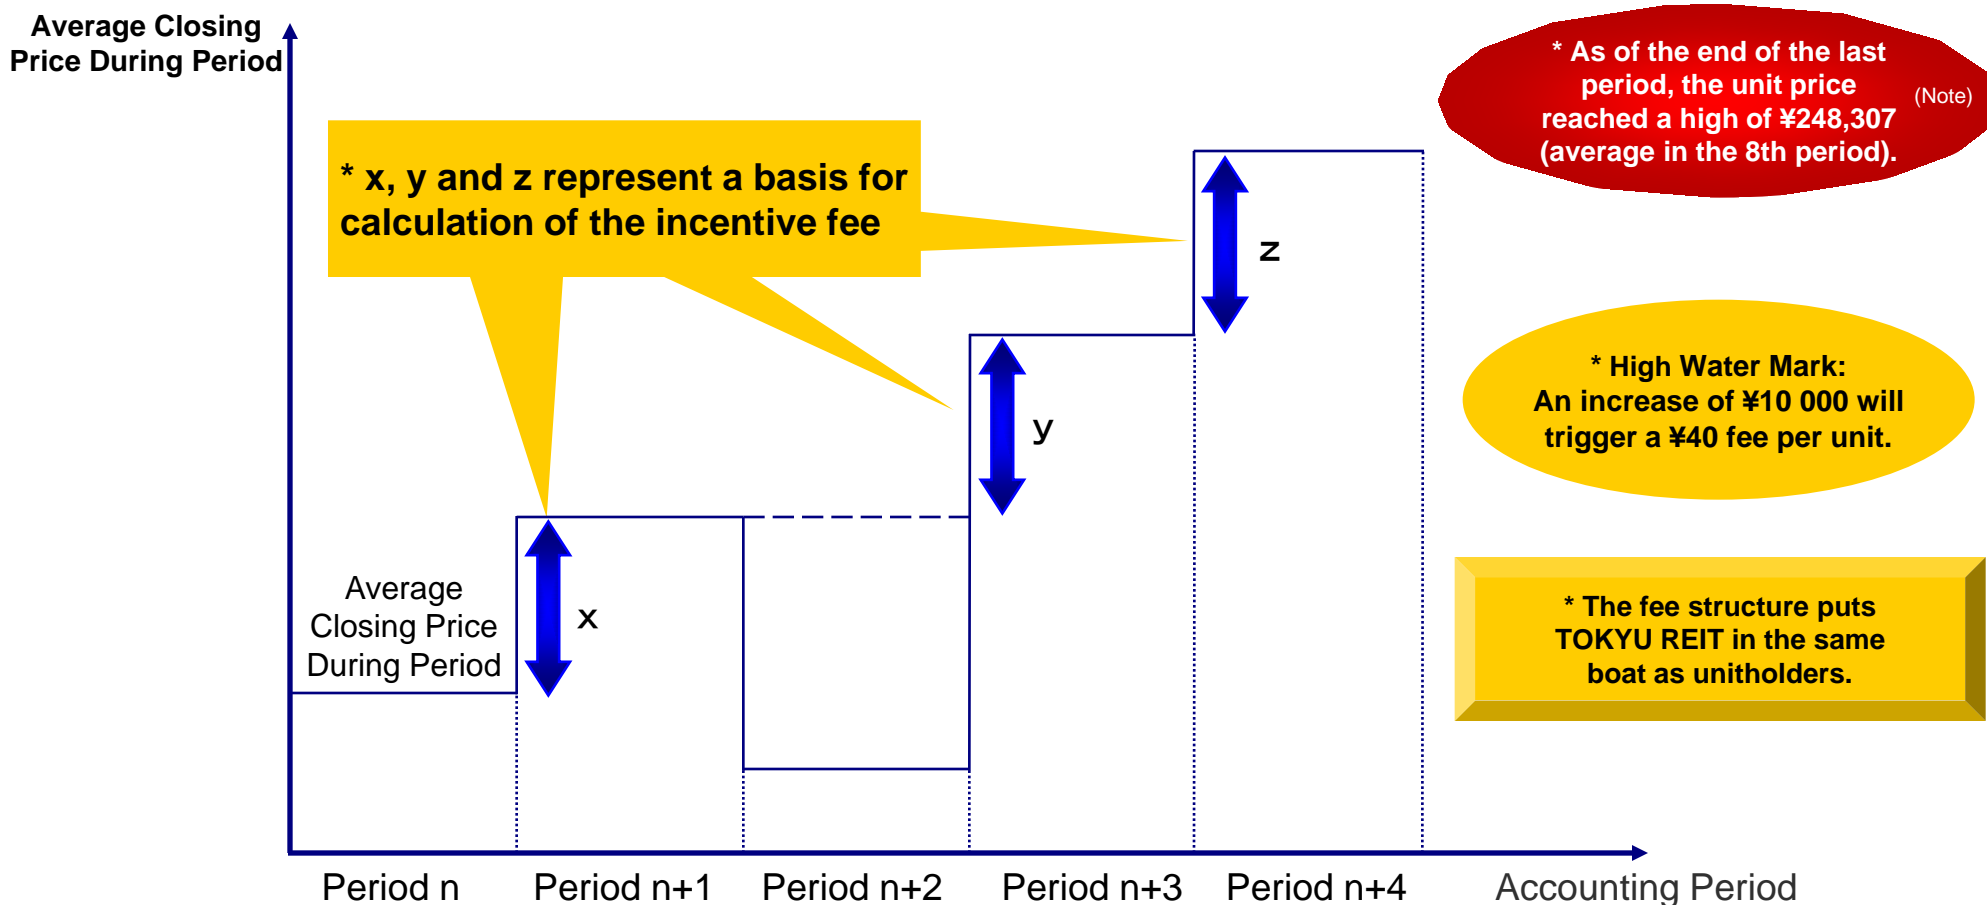 Average Closing
Price During Period
* As of the end of the last
period, the unit price
reached a high of ¥248,307
(average in the 8th period).
(Note)
* x, y and z represent a basis for
calculation of the incentive fee
z
* High Water Mark:
An increase of ¥10 000 will
trigger a ¥40 fee per unit.
y
Average
Closing Price
During Period
x
* The fee structure puts
TOKYU REIT in the same
boat as unitholders.
Period n
Period n+1
Period n+2
Period n+3
Period n+4
Accounting Period